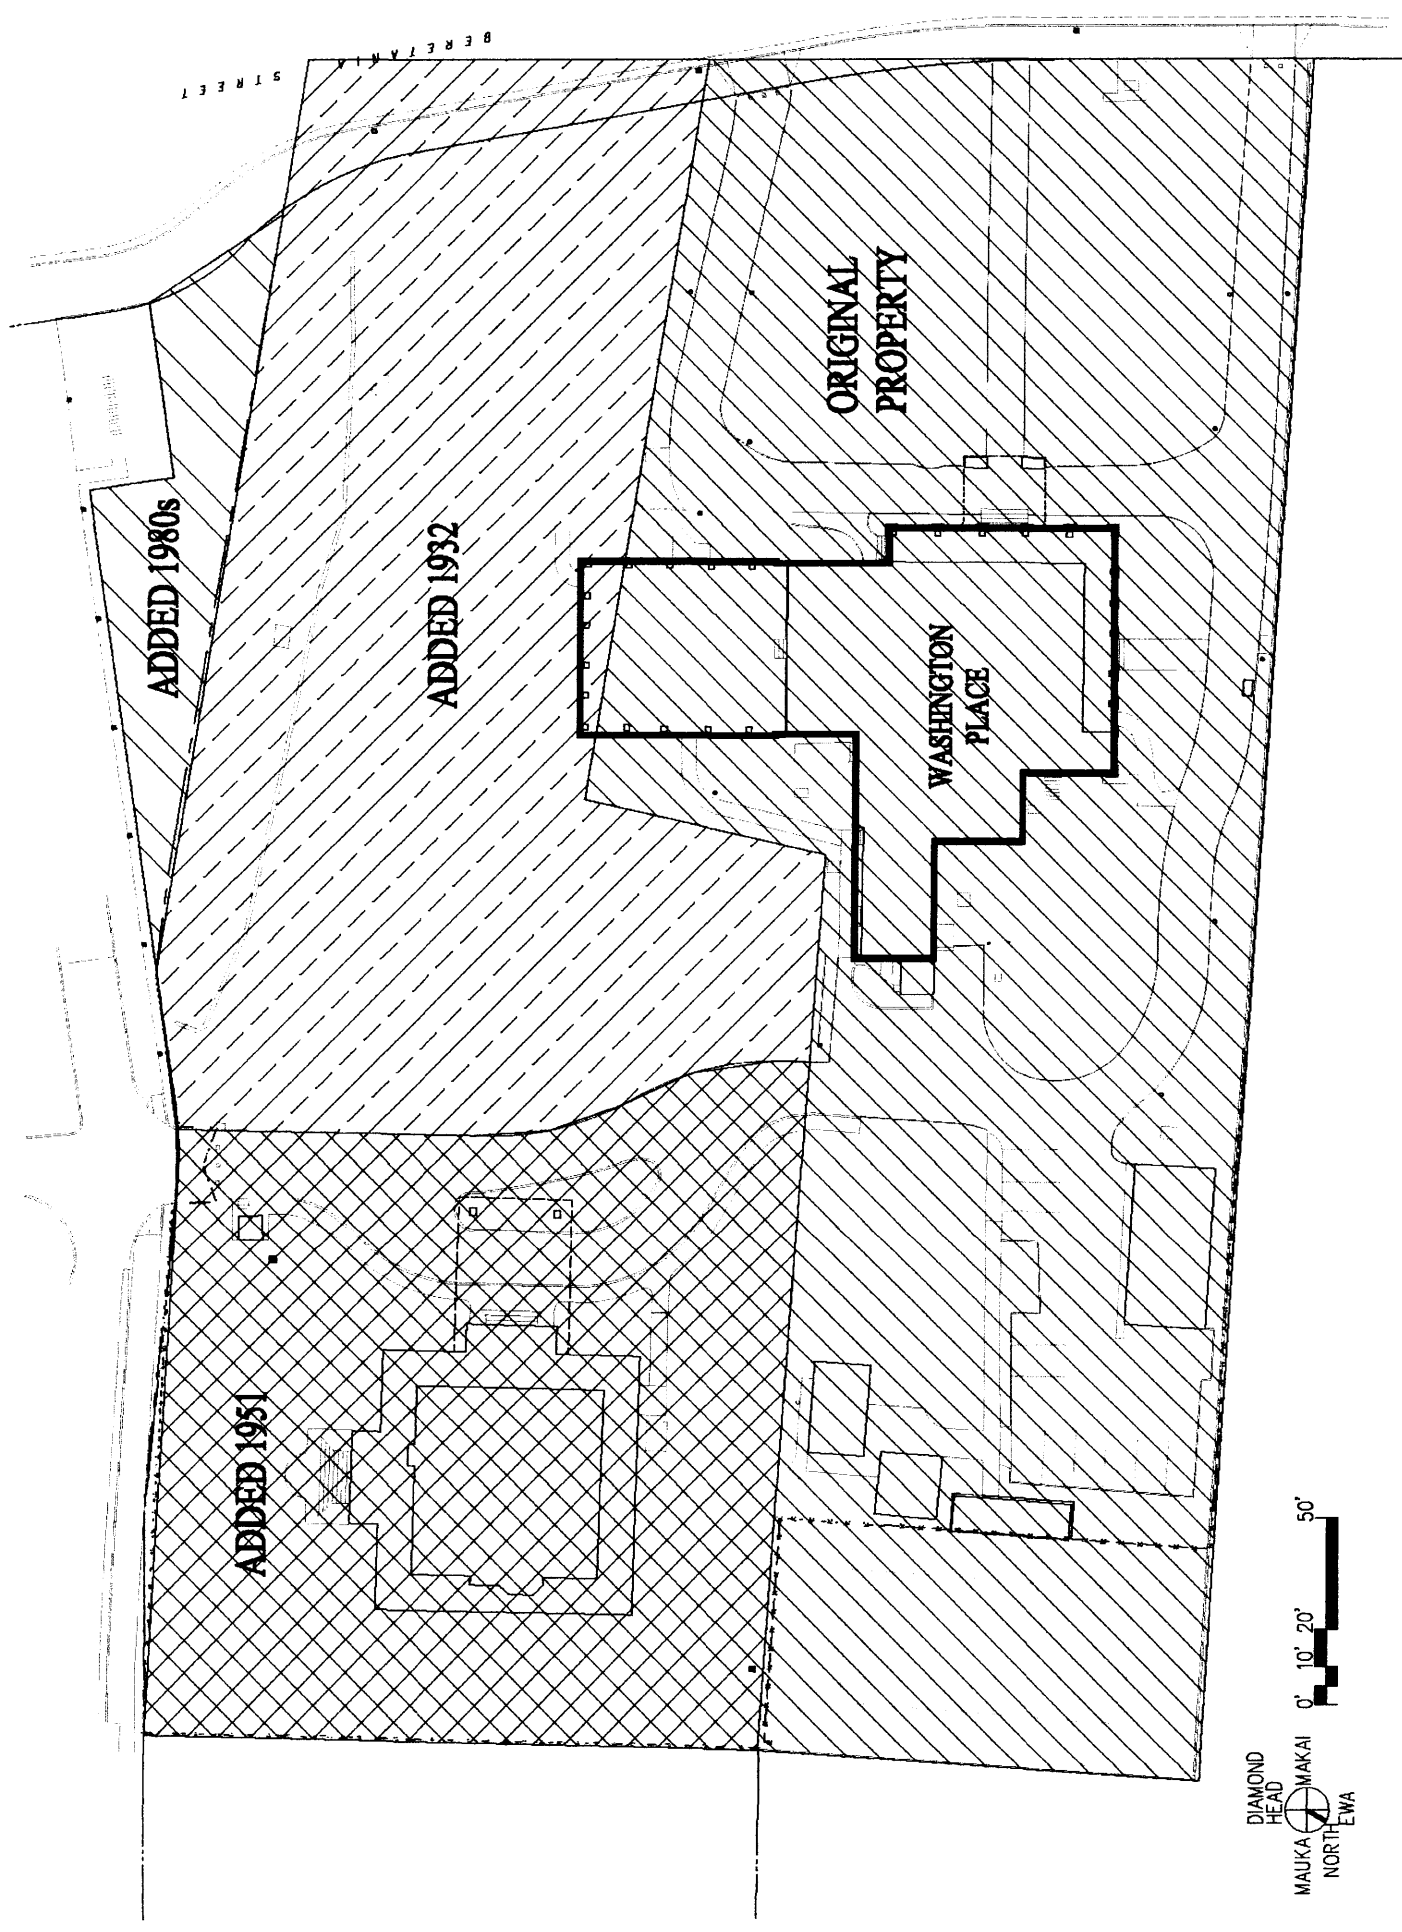 BERETANIA
STREET
ADDED 1980s
ADDED 1932
ORIGINAL
PROPERTY
WASHINGTON
PLACE
ADDED 1951
0' 10' 20' 50'
DIAMOND
HEAD
MAUKA
MAKAI
NORTH
EWA